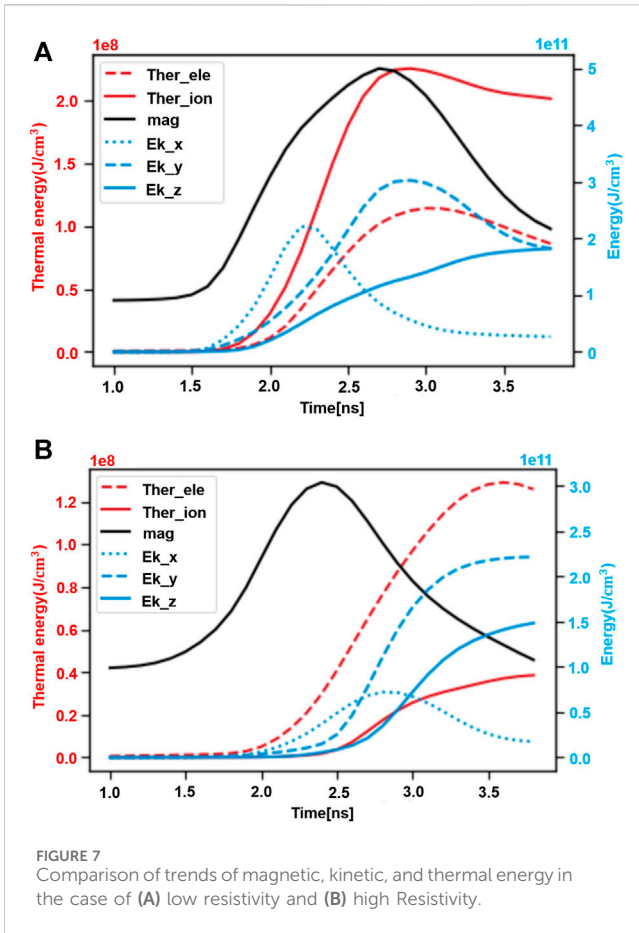 A
1e8
1e11
Ther_ele
Ther_ion
mag
Ek_x
Ek_y
Ek_z
Thermal energy(J/cm³)
2.0
1.5
1.0
0.5
0.0
Energy(J/cm³)
5
4
3
2
1
0
1.0 1.5 2.0 2.5 3.0 3.5
Time[ns]
B
1e8
1e11
Ther_ele
Ther_ion
mag
Ek_x
Ek_y
Ek_z
Thermal energy(J/cm³)
1.2
1.0
0.8
0.6
0.4
0.2
0.0
Energy(J/cm³)
3.0
2.5
2.0
1.5
1.0
0.5
0.0
1.0 1.5 2.0 2.5 3.0 3.5
Time[ns]
FIGURE 7
Comparison of trends of magnetic, kinetic, and thermal energy in
the case of (A) low resistivity and (B) high Resistivity.